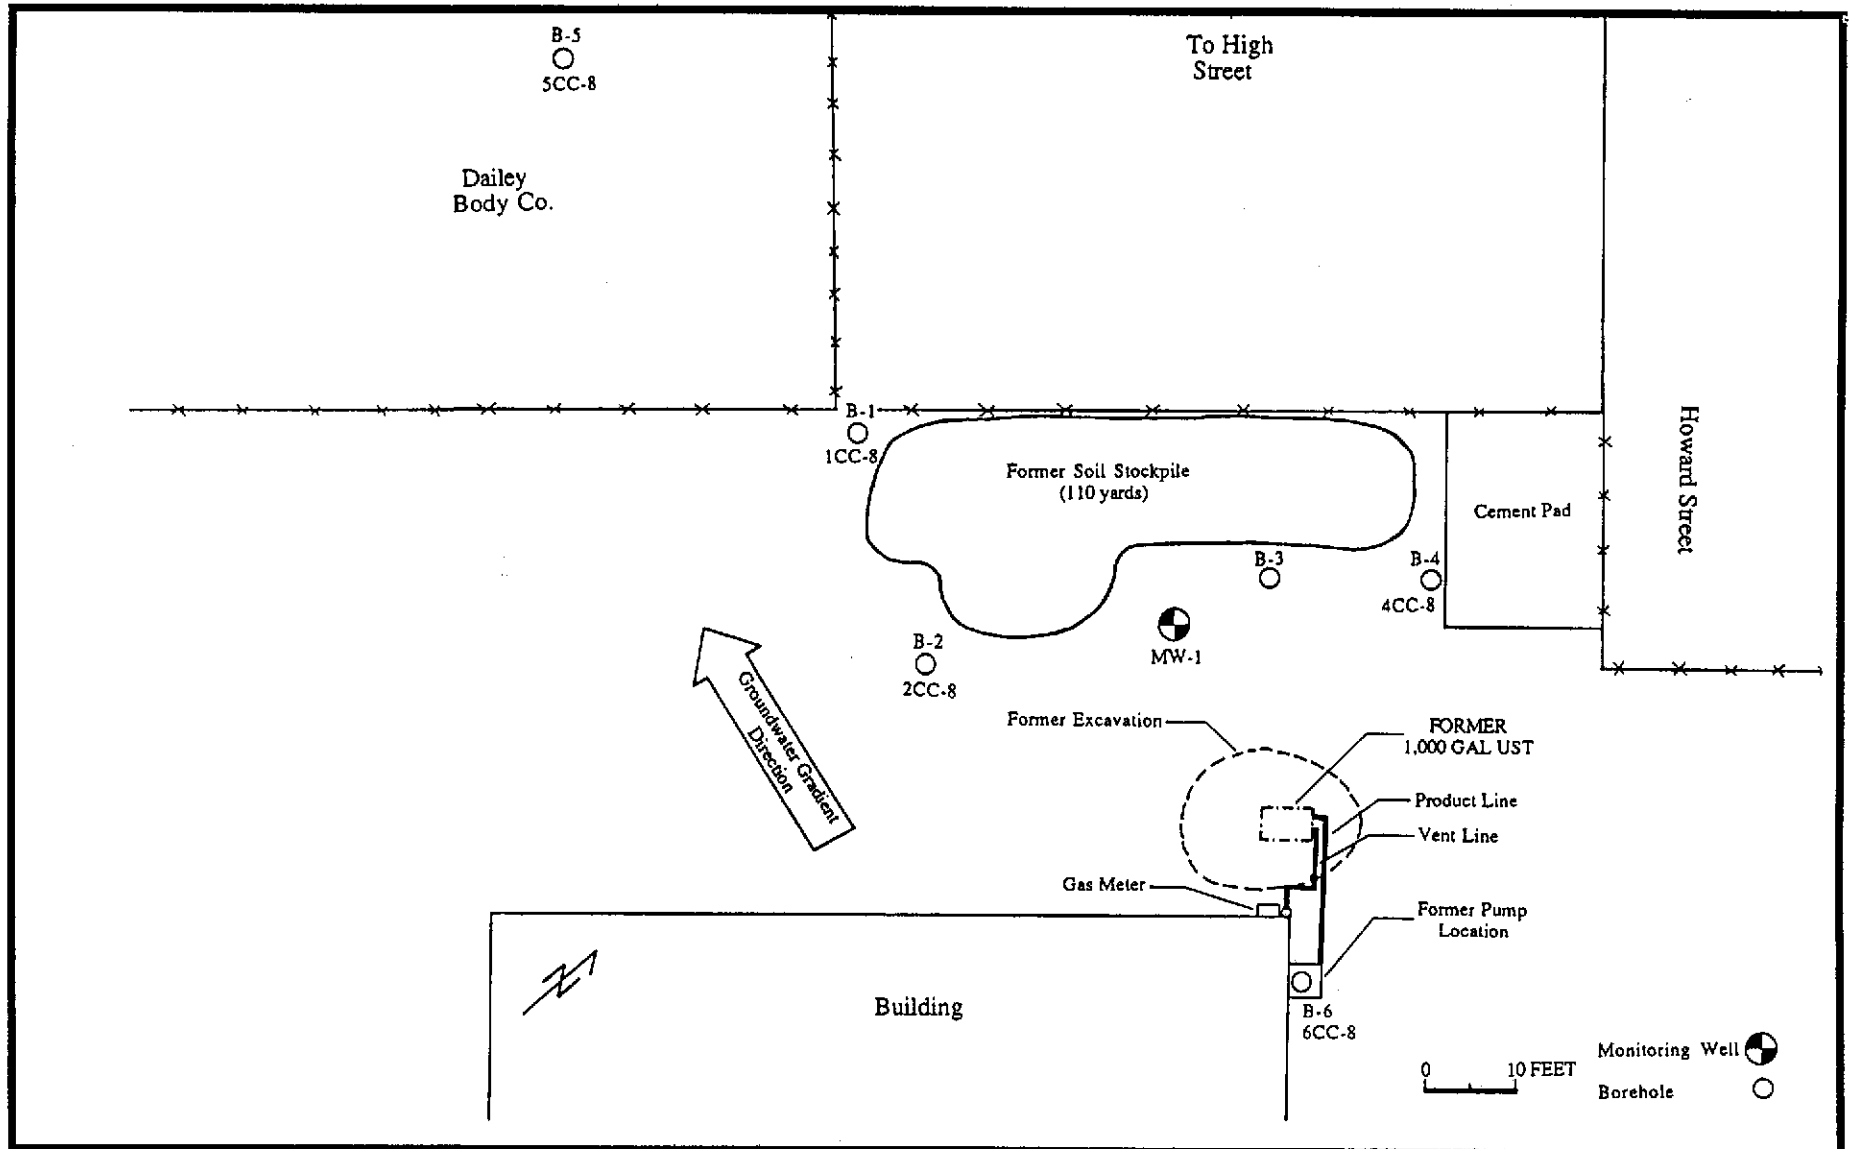 B-5
5CC-8
To High
Street
Dailey
Body Co.
B-1
1CC-8
Former Soil Stockpile
(110 yards)
Cement Pad
Howard Street
B-3
B-4
4CC-8
MW-1
B-2
2CC-8
Groundwater Gradient
Direction
Former Excavation
FORMER
1,000 GAL UST
Product Line
Vent Line
Gas Meter
Former Pump
Location
N
Building
B-6
6CC-8
0 10 FEET
Monitoring Well
Borehole